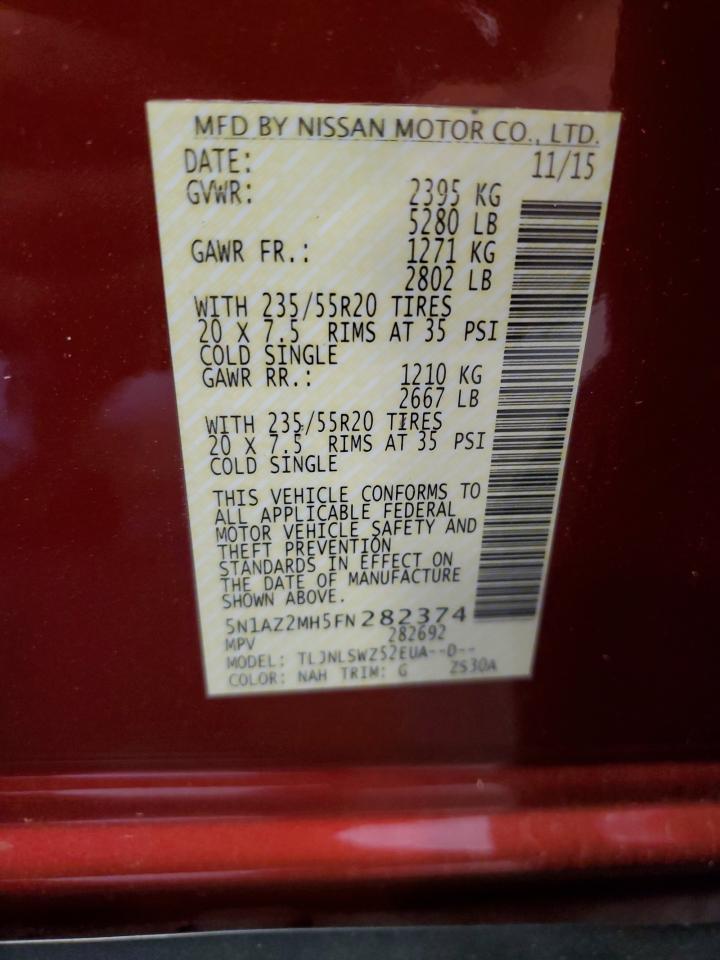 MFD BY NISSAN MOTOR CO., LTD.
DATE: 11/15
GVWR: 2395 KG
5280 LB
GAWR FR.: 1271 KG
2802 LB
WITH 235/55R20 TIRES
20 X 7.5 RIMS AT 35 PSI
COLD SINGLE
GAWR RR.: 1210 KG
2667 LB
WITH 235/55R20 TIRES
20 X 7.5 RIMS AT 35 PSI
COLD SINGLE
THIS VEHICLE CONFORMS TO
ALL APPLICABLE FEDERAL
MOTOR VEHICLE SAFETY AND
THEFT PREVENTION
STANDARDS IN EFFECT ON
THE DATE OF MANUFACTURE
SHOWN ABOVE.
5N1AZ2MH5FN282374
MPV 282692
MODEL: TLJNLSWZ52EUA--D--
COLOR: NAH TRIM: G ZS30A